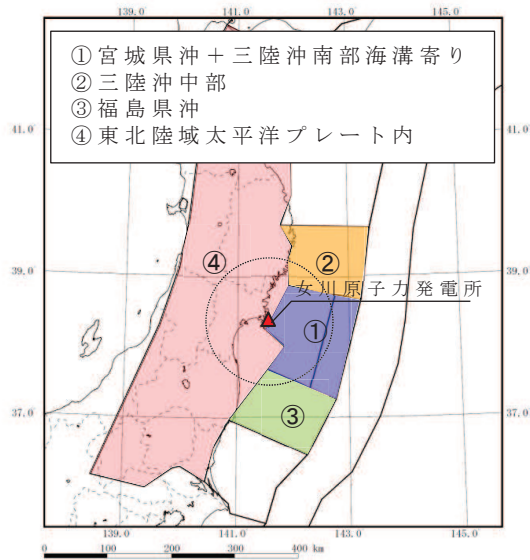 139.0° 141.0° 143.0° 145.0°
①宮城県沖＋三陸沖南部海溝寄り
②三陸沖中部
③福島県沖
④東北陸域太平洋プレート内
41.0° 41.0°
②
④
39.0° 39.0°
女川原子力発電所
①
③
37.0° 37.0°
139.0° 141.0° 143.0° 145.0°
0 100 200 300 400 km